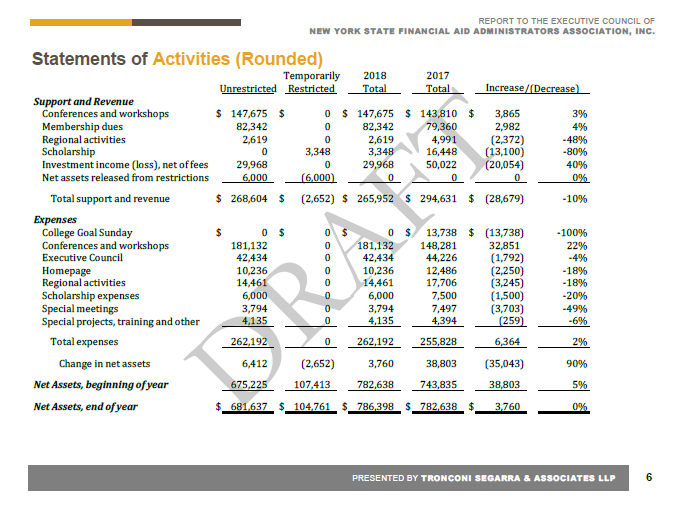 REPORT TO THE EXECUTIVE COUNCIL OF
NEW YORK STATE FINANCIAL AID ADMINISTRATORS ASSOCIATION, INC.
Statements of Activities (Rounded)
Temporarily 2018 2017
Unrestricted Restricted Total Total Increase/(Decrease)
Support and Revenue
Conferences and workshops $ 147,675 $ 0 $ 147,675 $ 143,810 $ 3,865 3%
Membership dues 82,342 0 82,342 79,360 2,982 4%
Regional activities 2,619 0 2,619 4,991 (2,372) -48%
Scholarship 0 3,348 3,348 16,448 (13,100) -80%
Investment income (loss), net of fees 29,968 0 29,968 50,022 (20,054) 40%
Net assets released from restrictions 6,000 (6,000) 0 0 0 0%
Total support and revenue $ 268,604 $ (2,652) $ 265,952 $ 294,631 $ (28,679) -10%
Expenses
College Goal Sunday $ 0 $ 0 $ 0 $ 13,738 $ (13,738) -100%
Conferences and workshops 181,132 0 181,132 148,281 32,851 22%
Executive Council 42,434 0 42,434 44,226 (1,792) -4%
Homepage 10,236 0 10,236 12,486 (2,250) -18%
Regional activities 14,461 0 14,461 17,706 (3,245) -18%
Scholarship expenses 6,000 0 6,000 7,500 (1,500) -20%
Special meetings 3,794 0 3,794 7,497 (3,703) -49%
Special projects, training and other 4,135 0 4,135 4,394 (259) -6%
Total expenses 262,192 0 262,192 255,828 6,364 2%
Change in net assets 6,412 (2,652) 3,760 38,803 (35,043) 90%
Net Assets, beginning of year 675,225 107,413 782,638 743,835 38,803 5%
Net Assets, end of year $ 681,637 $ 104,761 $ 786,398 $ 782,638 $ 3,760 0%
DRAFT
PRESENTED BY TRONCONI SEGARRA & ASSOCIATES LLP 6